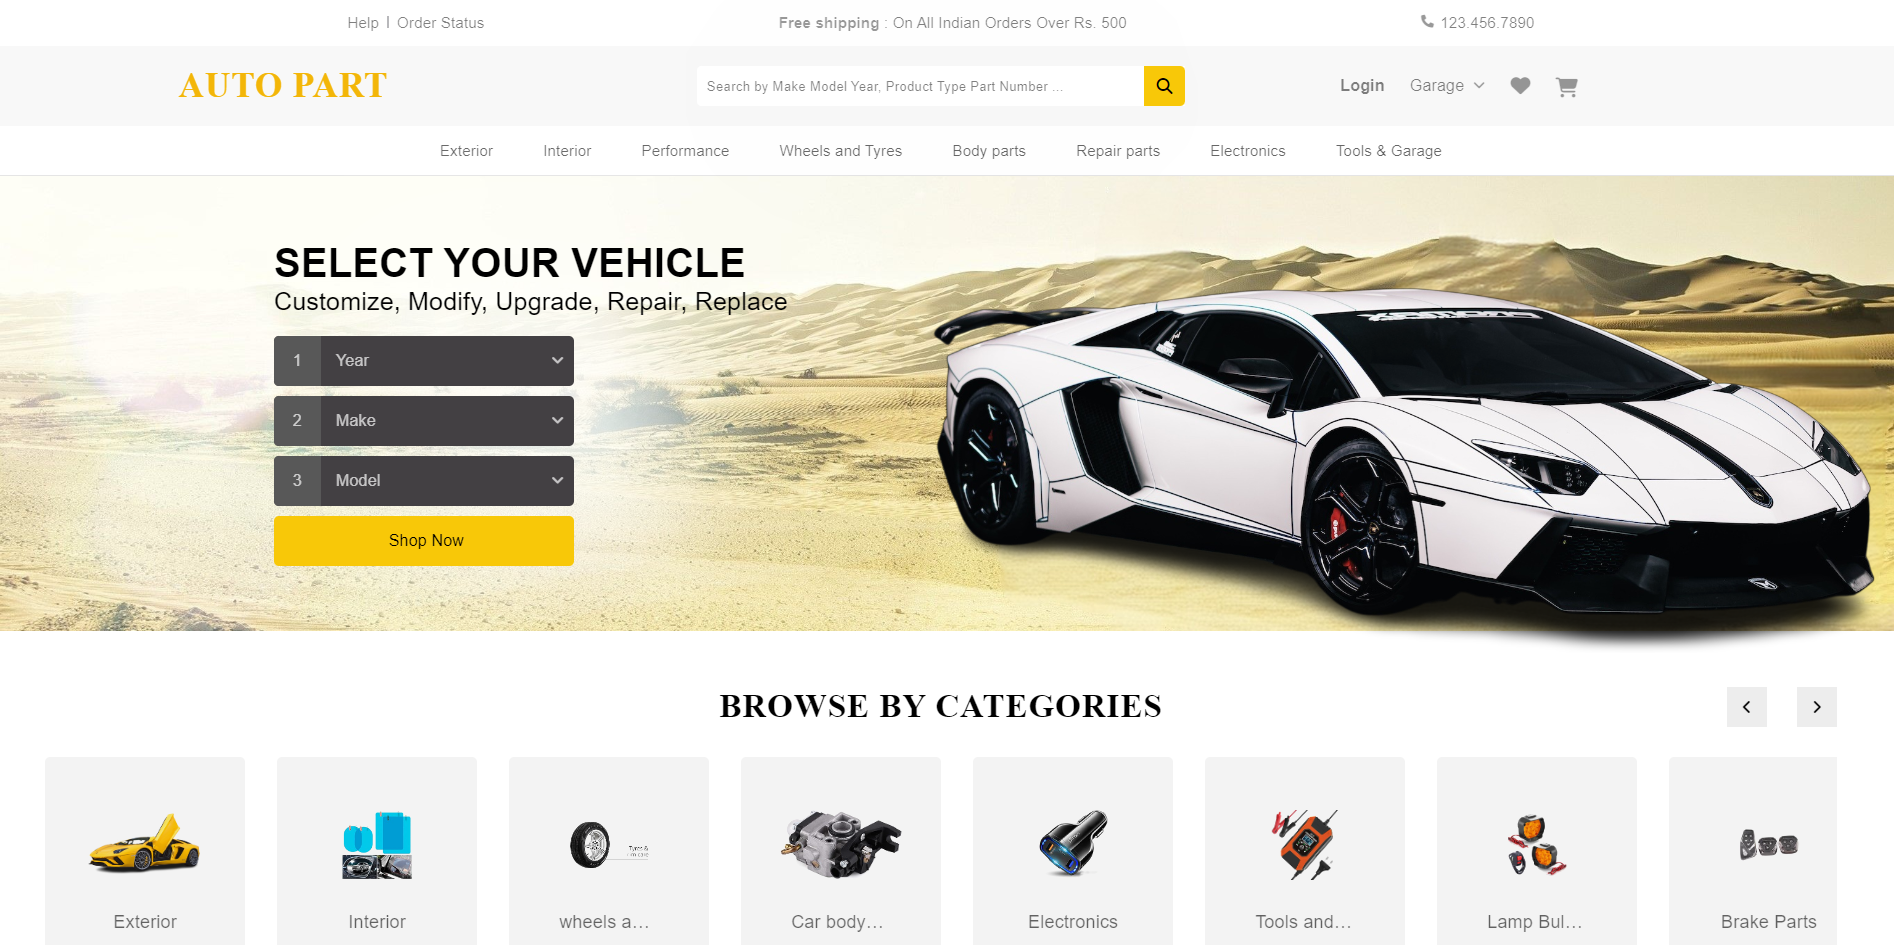 Help | Order Status
Free shipping : On All Indian Orders Over Rs. 500
123.456.7890
AUTO PART
Search by Make Model Year, Product Type Part Number ...
Login
Garage
Exterior
Interior
Performance
Wheels and Tyres
Body parts
Repair parts
Electronics
Tools & Garage
SELECT YOUR VEHICLE
Customize, Modify, Upgrade, Repair, Replace
1 Year
2 Make
3 Model
Shop Now
BROWSE BY CATEGORIES
Tyres &
Exterior
Interior
wheels a...
Car body...
Electronics
Tools and...
Lamp Bul...
Brake Parts